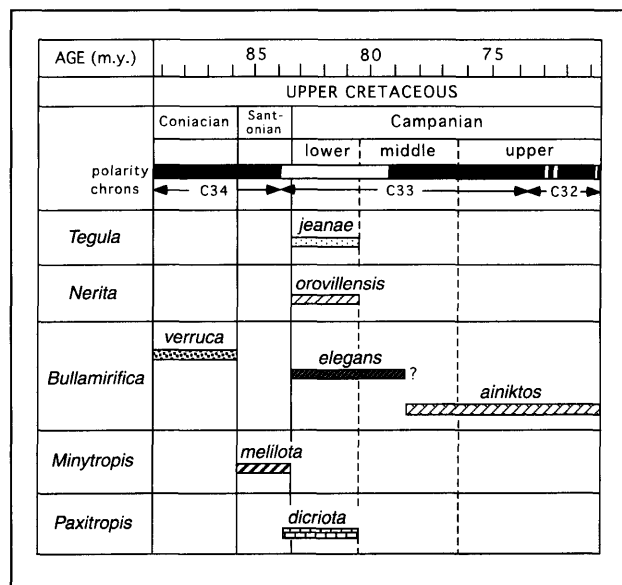 AGE (m.y.) 85 80 75
UPPER CRETACEOUS
Coniacian Sant- Campanian
onian
lower middle upper
polarity
chrons C34 C33 C32
Tegula jeanae
Nerita orovillensis
verruca
Bullamirifica elegans ?
ainiktos
Minytropis melilota
Paxitropis dicriota